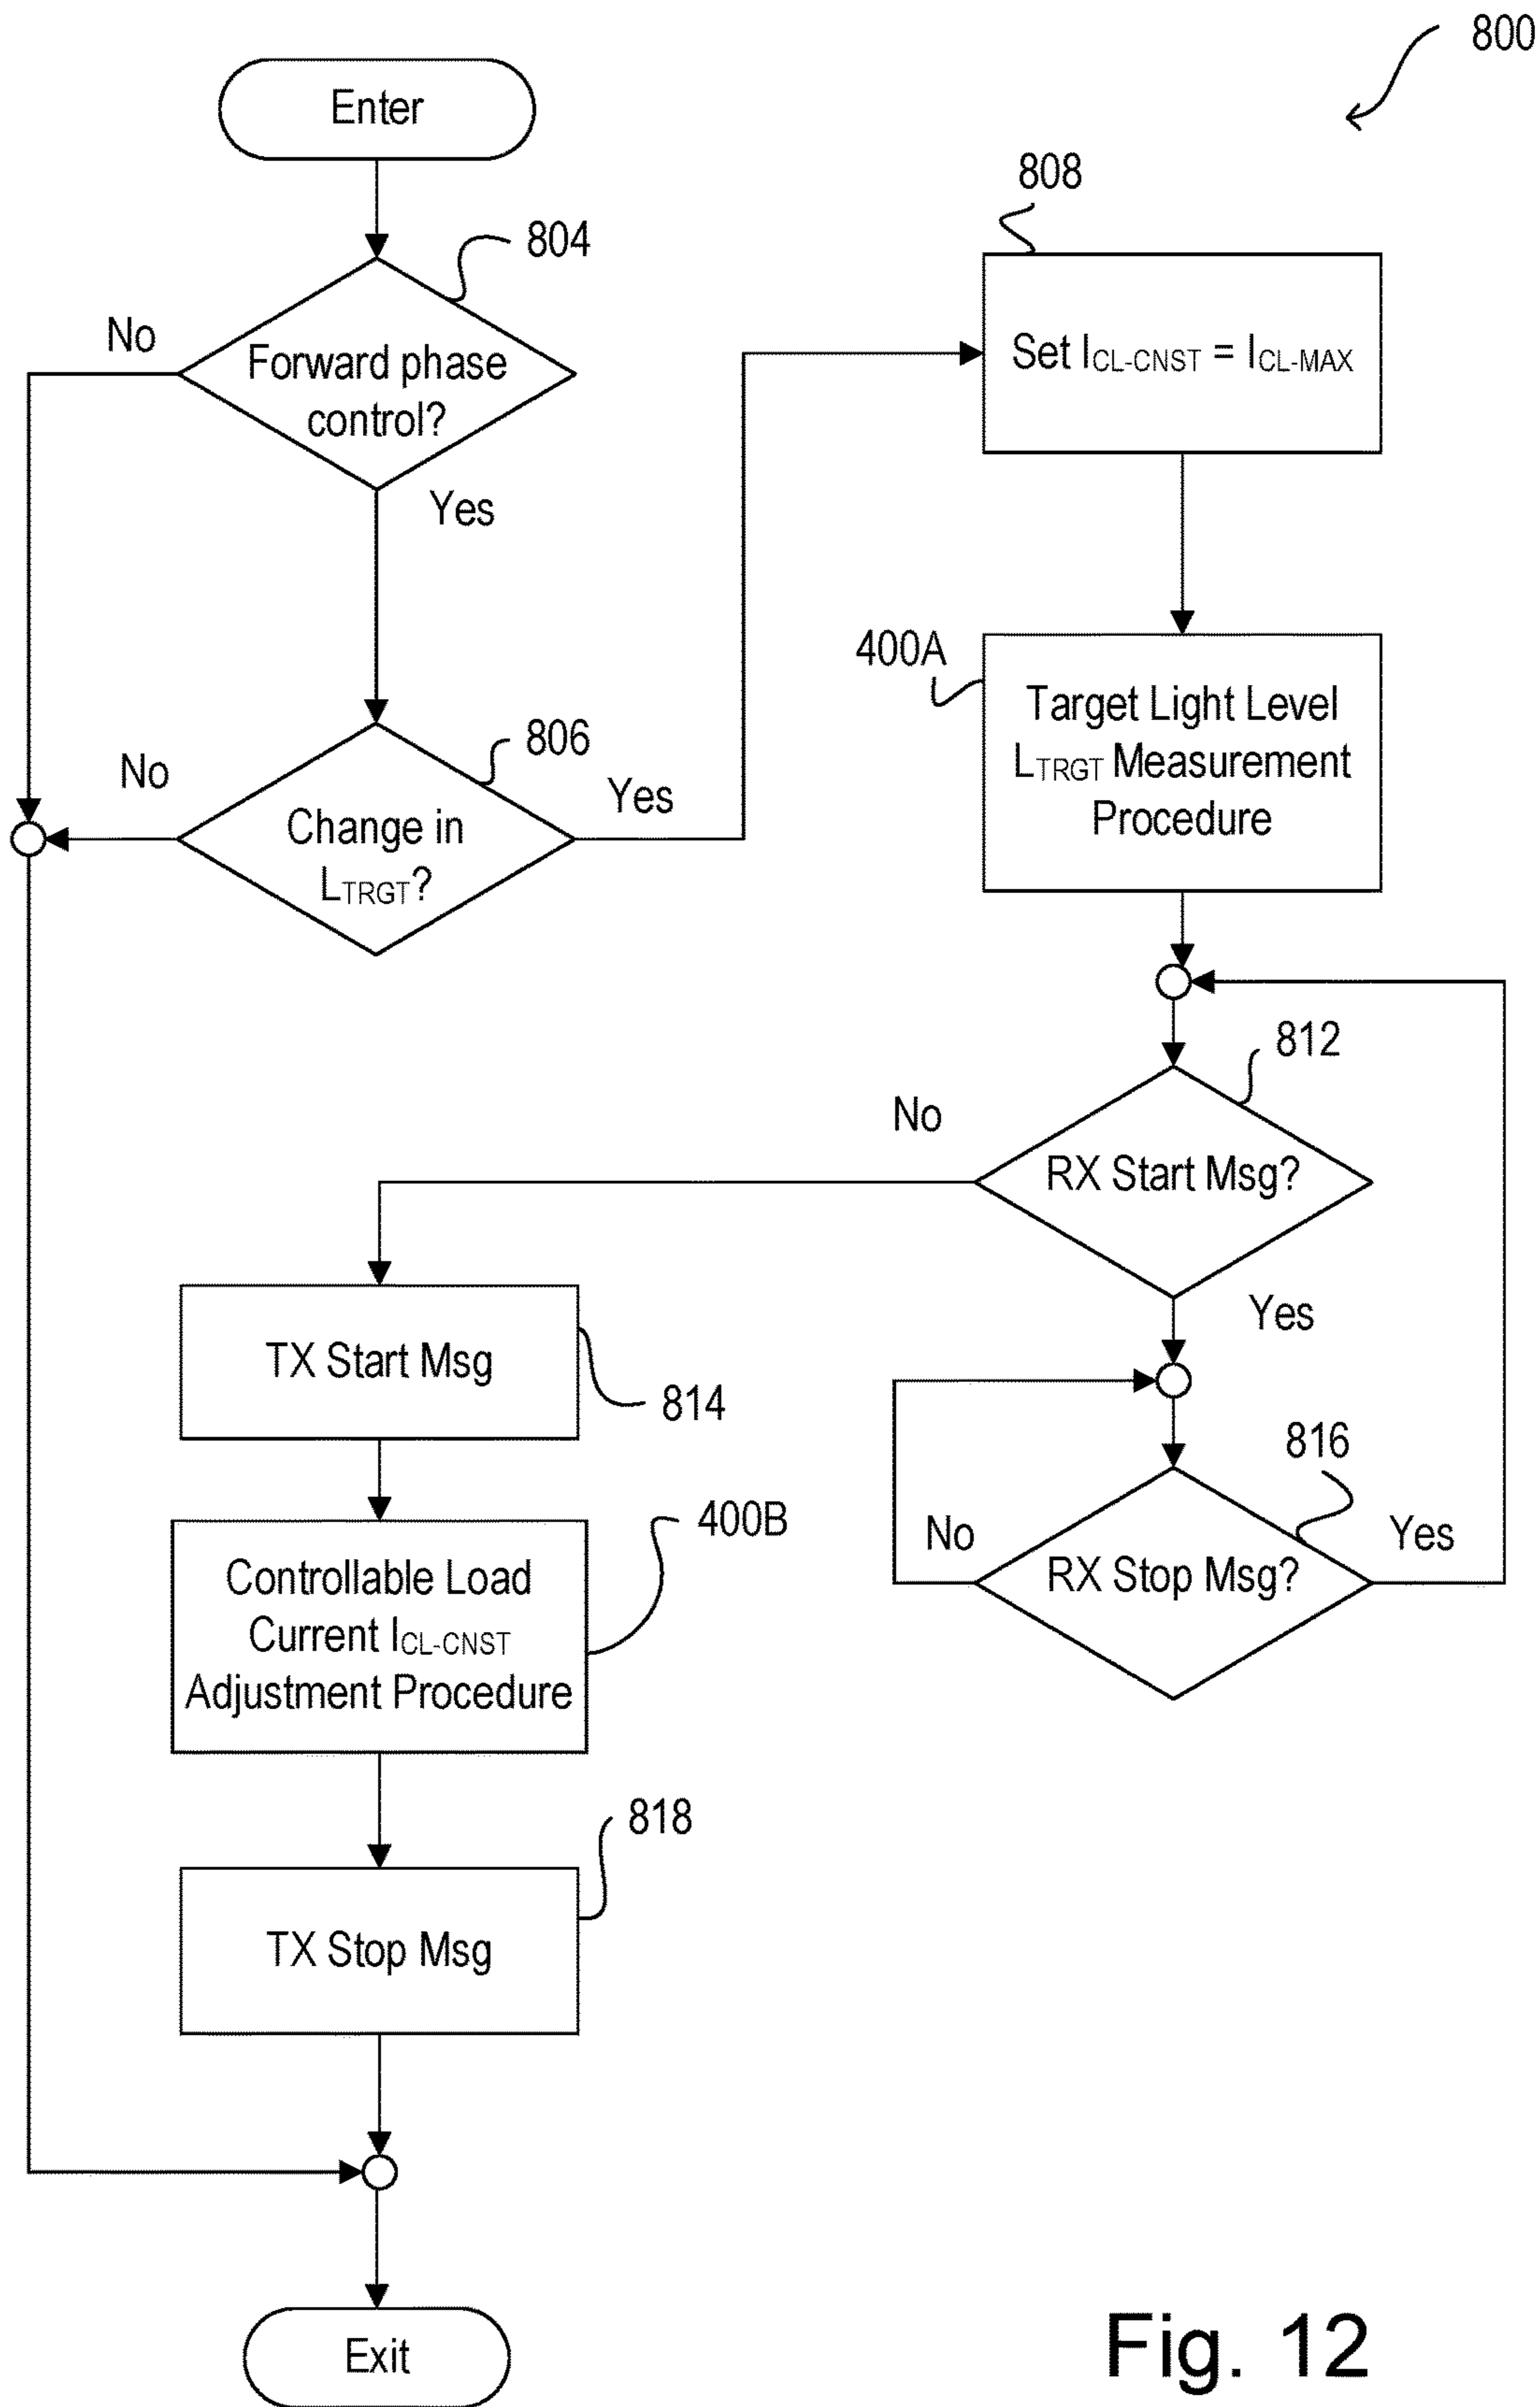 800
Enter
804
No
Forward phase
control?
Yes
808
Set ICL-CNST = ICL-MAX
806
No
Change in
LTRGT?
Yes
400A
Target Light Level
LTRGT Measurement
Procedure
812
No
RX Start Msg?
Yes
TX Start Msg
814
816
No
RX Stop Msg?
Yes
400B
Controllable Load
Current ICL-CNST
Adjustment Procedure
818
TX Stop Msg
Exit
Fig. 12